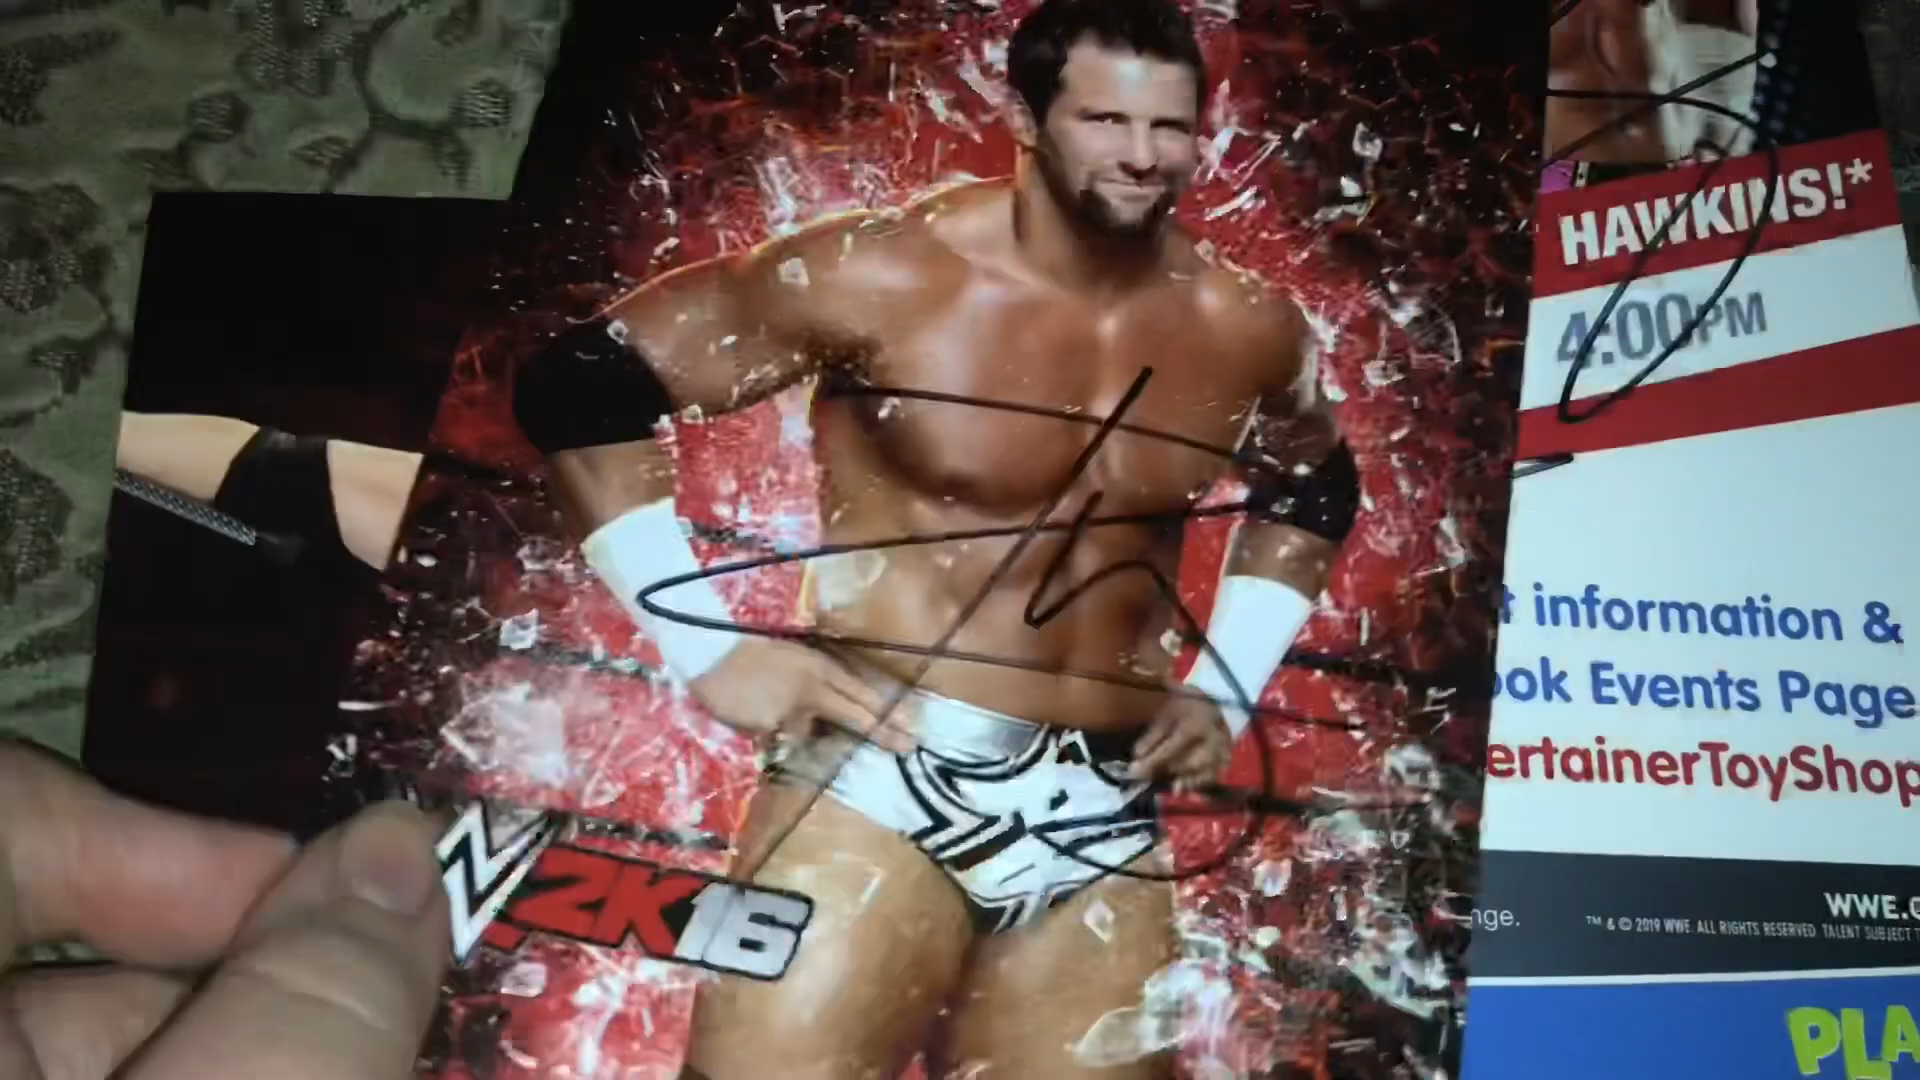 HAWKINS!*
4:00PM
information &
ok Events Page
ertainerToyShop
2K16
nge.
WWE.
™ & © 2019 WWE. ALL RIGHTS RESERVED. TALENT SUBJECT T
PLA